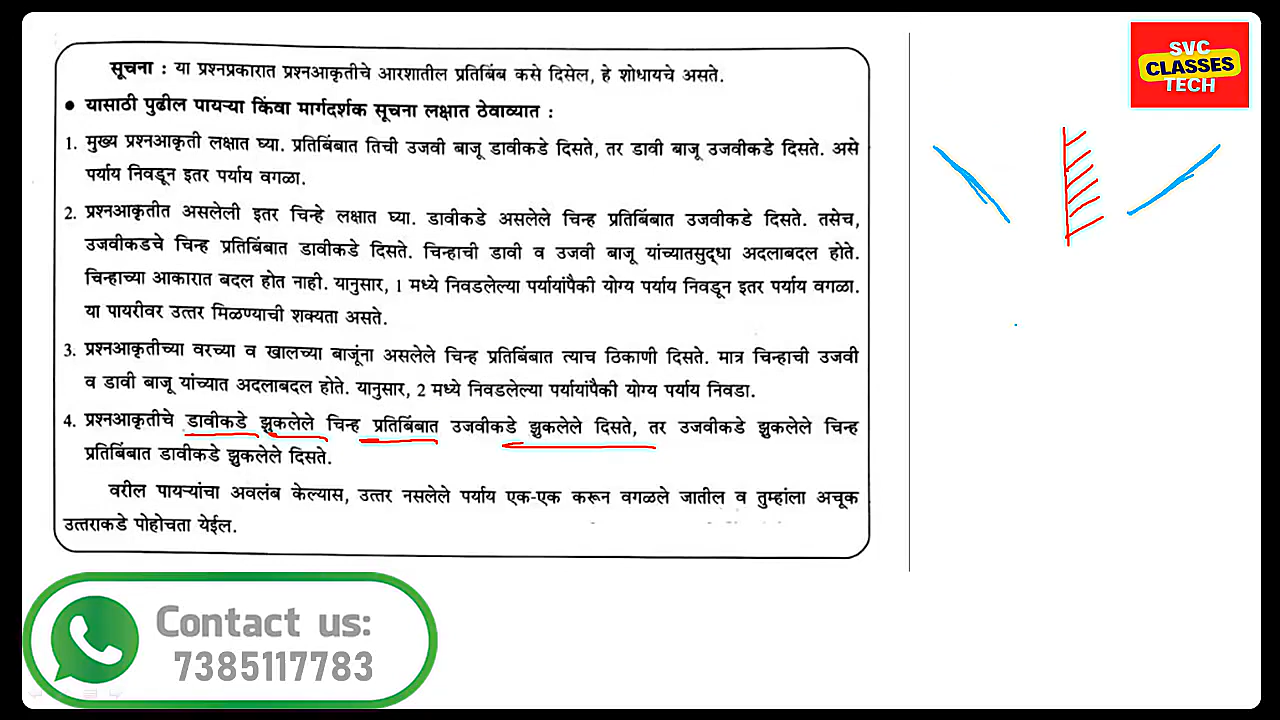 सूचना : या प्रश्नप्रकारात प्रश्नआकृतीचे आरशातील प्रतिबिंब कसे दिसेल, हे शोधायचे असते.
• यासाठी पुढील पायऱ्या किंवा मार्गदर्शक सूचना लक्षात ठेवाव्यात :
1. मुख्य प्रश्नआकृती लक्षात घ्या. प्रतिबिंबात तिची उजवी बाजू डावीकडे दिसते, तर डावी बाजू उजवीकडे दिसते. असे
पर्याय निवडून इतर पर्याय वगळा.
2. प्रश्नआकृतीत असलेली इतर चिन्हे लक्षात घ्या. डावीकडे असलेले चिन्ह प्रतिबिंबात उजवीकडे दिसते. तसेच,
उजवीकडचे चिन्ह प्रतिबिंबात डावीकडे दिसते. चिन्हाची डावी व उजवी बाजू यांच्यातसुद्धा अदलाबदल होते.
चिन्हाच्या आकारात बदल होत नाही. यानुसार, 1 मध्ये निवडलेल्या पर्यायांपैकी योग्य पर्याय निवडून इतर पर्याय वगळा.
या पायरीवर उत्तर मिळण्याची शक्यता असते.
3. प्रश्नआकृतीच्या वरच्या व खालच्या बाजूंना असलेले चिन्ह प्रतिबिंबात त्याच ठिकाणी दिसते. मात्र चिन्हाची उजवी
व डावी बाजू यांच्यात अदलाबदल होते. यानुसार, 2 मध्ये निवडलेल्या पर्यायांपैकी योग्य पर्याय निवडा.
4. प्रश्नआकृतीचे डावीकडे झुकलेले चिन्ह प्रतिबिंबात उजवीकडे झुकलेले दिसते, तर उजवीकडे झुकलेले चिन्ह
प्रतिबिंबात डावीकडे झुकलेले दिसते.
वरील पायऱ्यांचा अवलंब केल्यास, उत्तर नसलेले पर्याय एक-एक करून वगळले जातील व तुम्हांला अचूक
उत्तराकडे पोहोचता येईल.
SVC
CLASSES
TECH
Contact us:
7385117783